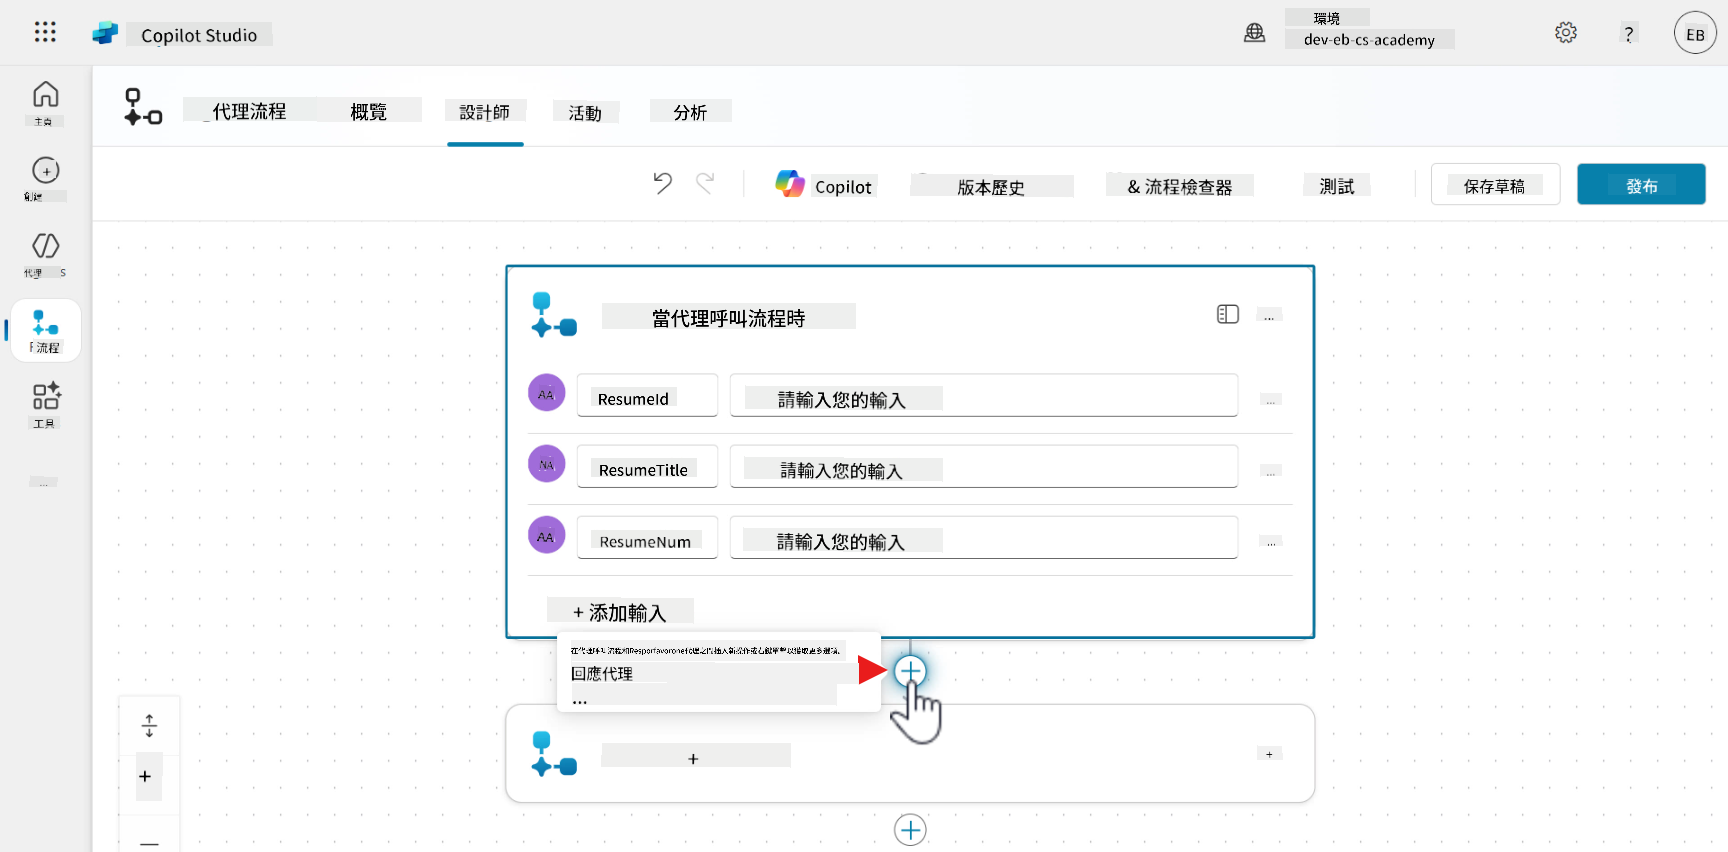 Copilot Studio
環境
dev-eb-cs-academy
?
EB
主頁
創建
代理 S
流程
工具
...
代理流程 概覽 設計師 活動 分析
Copilot 版本歷史 & 流程檢查器 測試 保存草稿 發布
當代理呼叫流程時 ...
AA ResumeId 請輸入您的輸入 ...
AA ResumeTitle 請輸入您的輸入 ...
AA ResumeNum 請輸入您的輸入 ...
+ 添加輸入
回應代理
...
+ +